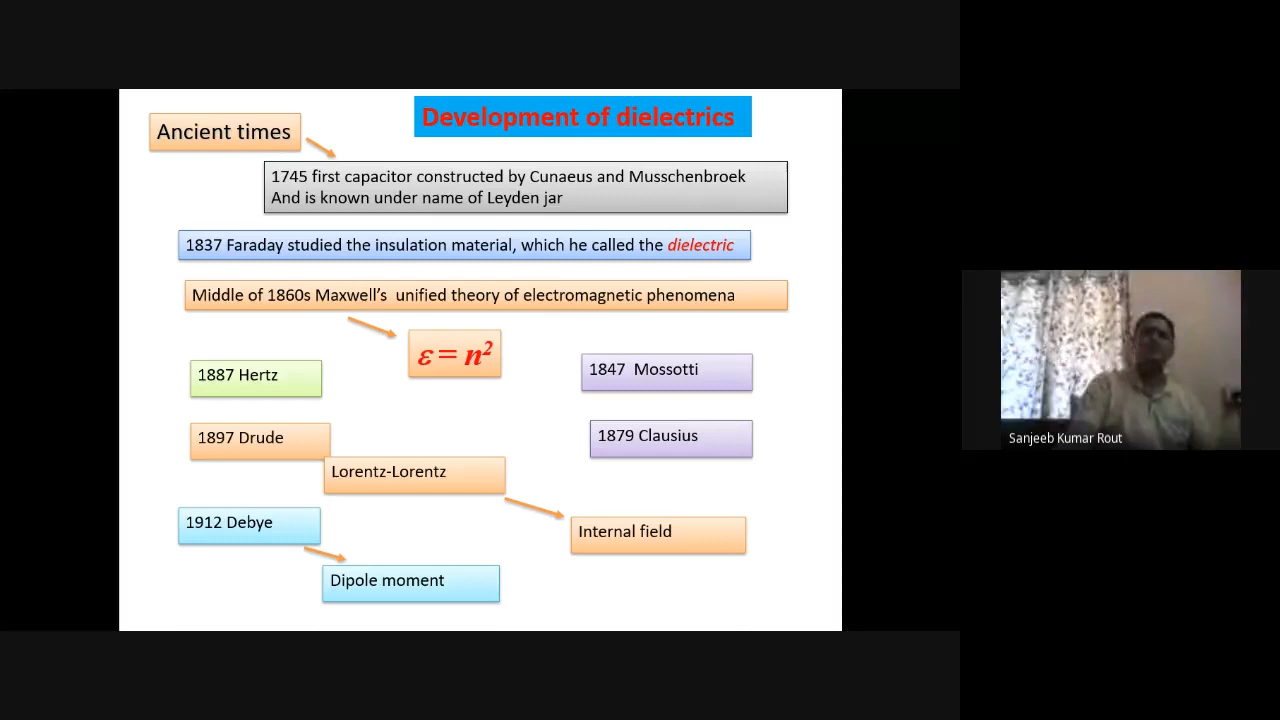 Development of dielectrics
Ancient times
1745 first capacitor constructed by Cunaeus and Musschenbroek
And is known under name of Leyden jar
1837 Faraday studied the insulation material, which he called the dielectric
Middle of 1860s Maxwell’s unified theory of electromagnetic phenomena
ε = n²
1887 Hertz
1847 Mossotti
1897 Drude
1879 Clausius
Lorentz-Lorentz
1912 Debye
Internal field
Dipole moment
Sanjeeb Kumar Rout